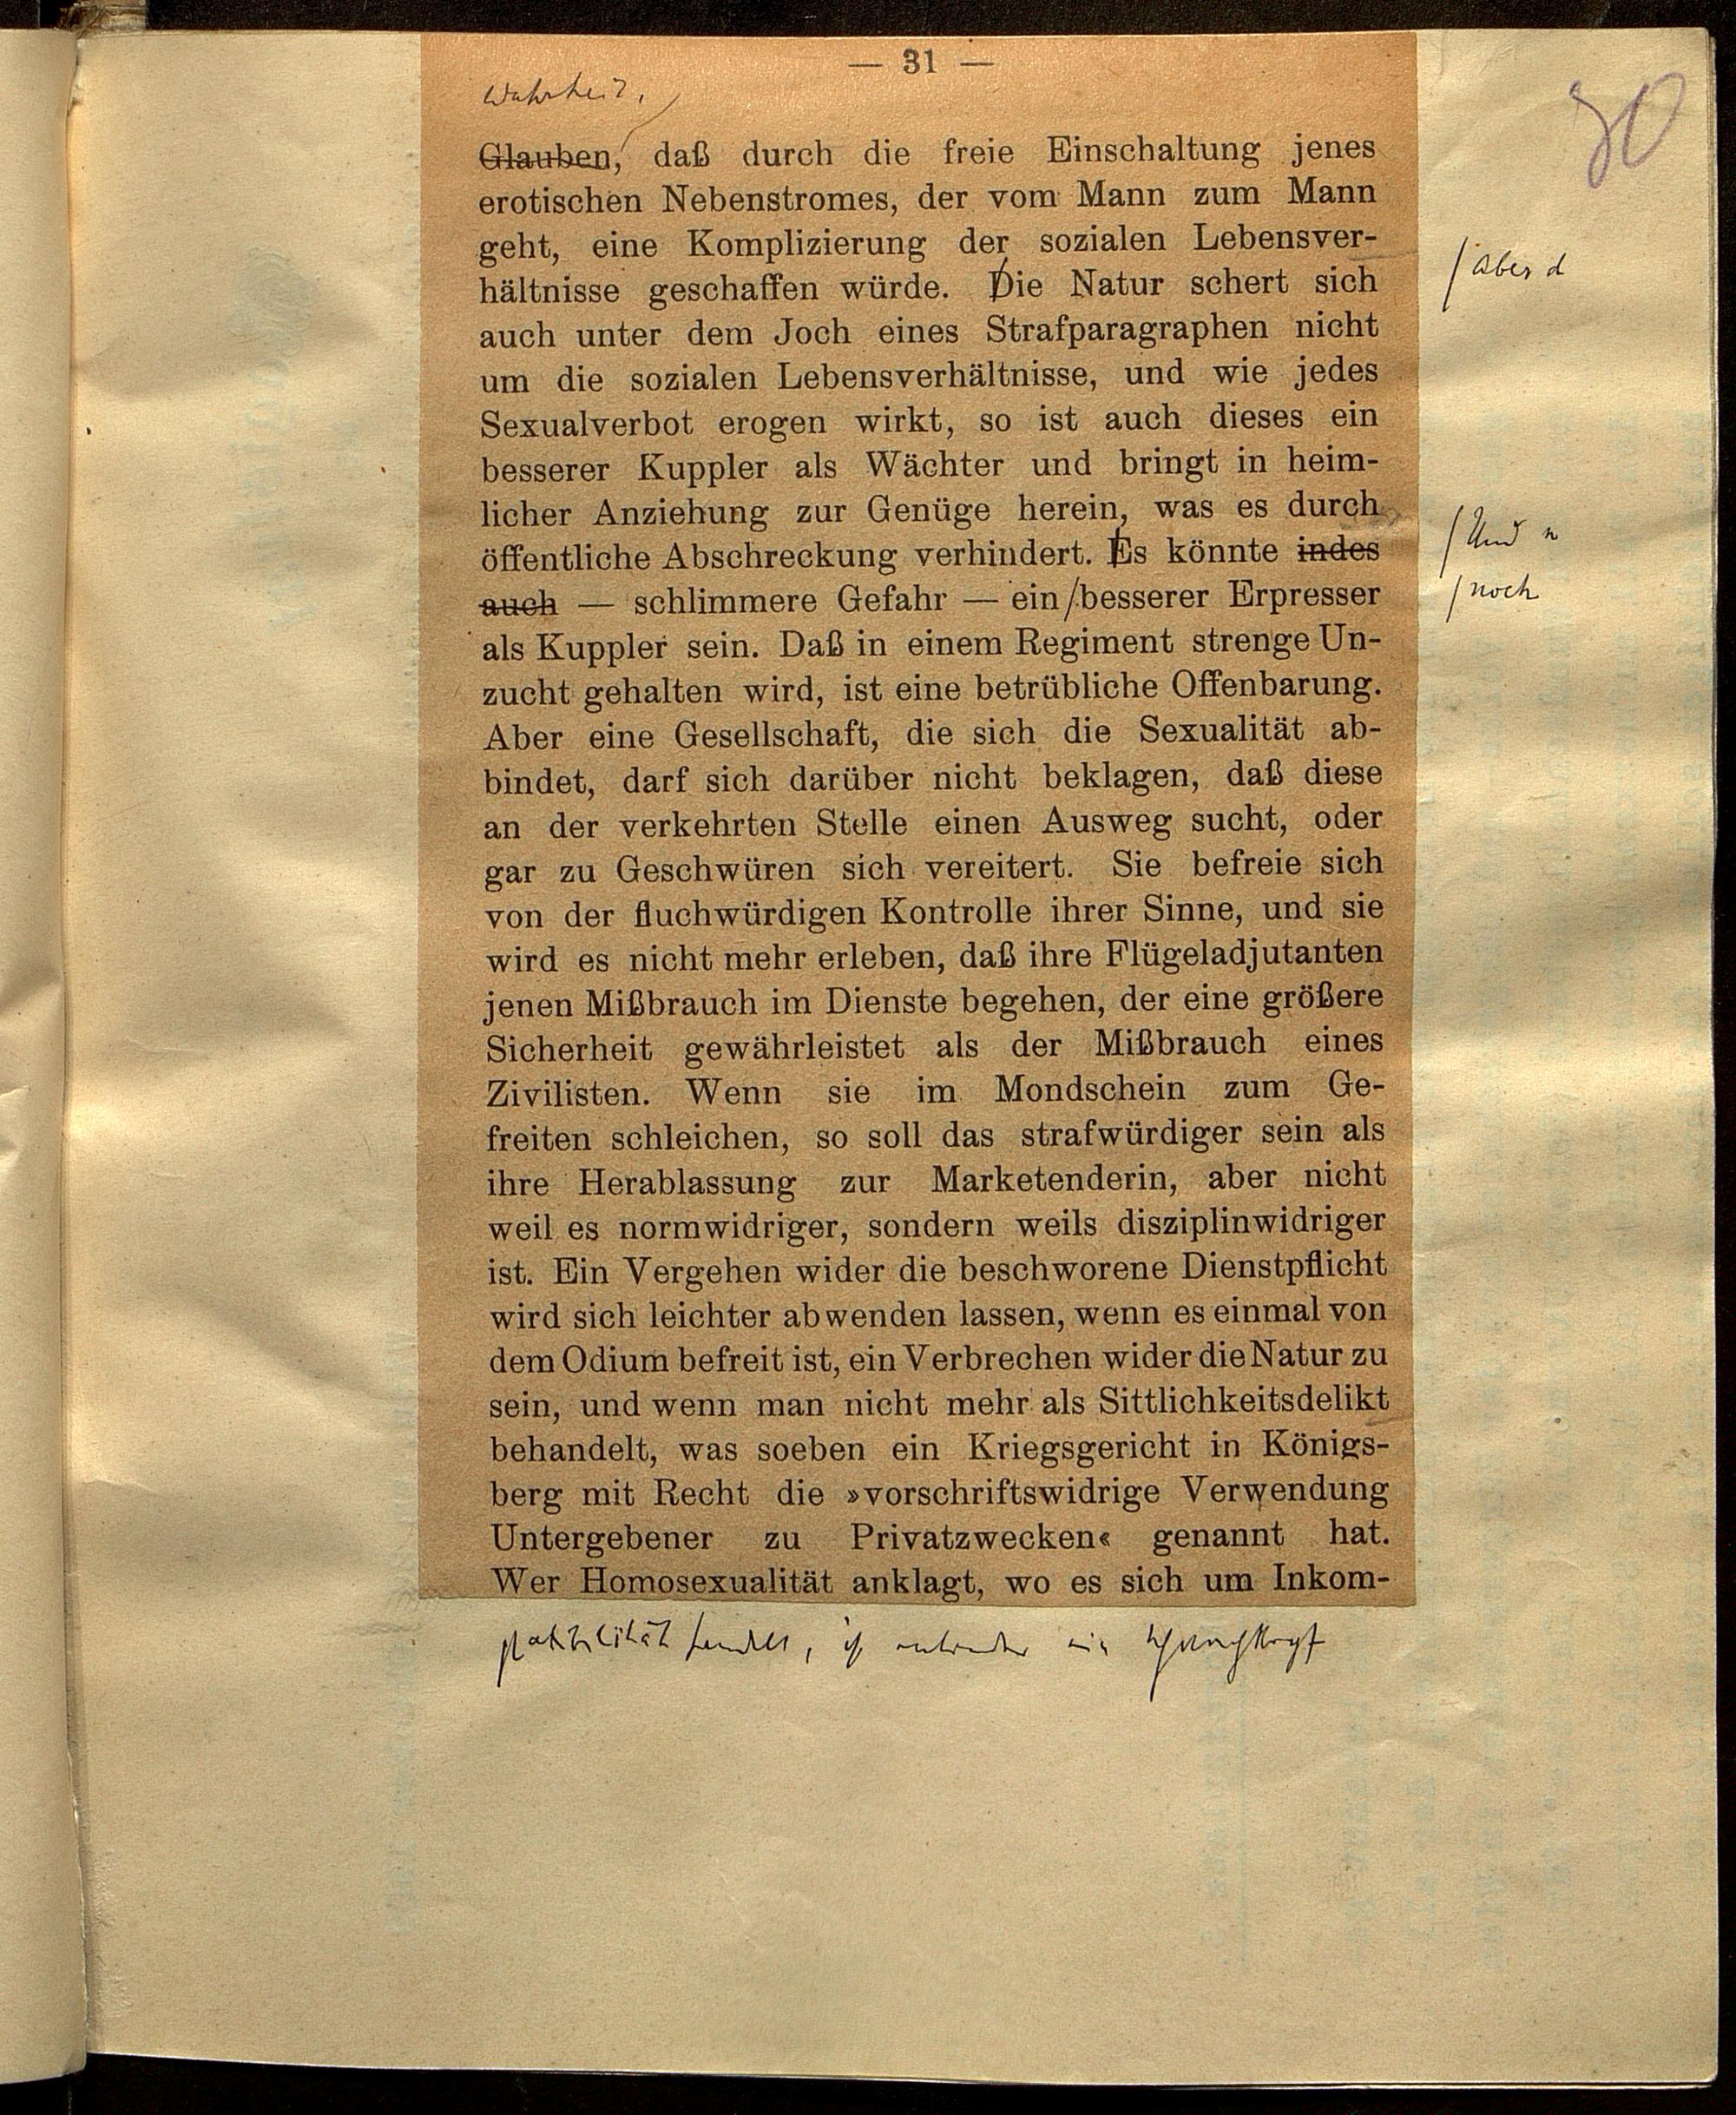 — 31 —
30
Wahrheit,
Glauben, daß durch die freie Einschaltung jenes
erotischen Nebenstromes, der vom Mann zum Mann
geht, eine Komplizierung der sozialen Lebensver-
hältnisse geschaffen würde. Die Natur schert sich
/ aber d
auch unter dem Joch eines Strafparagraphen nicht
um die sozialen Lebensverhältnisse, und wie jedes
Sexualverbot erogen wirkt, so ist auch dieses ein
besserer Kuppler als Wächter und bringt in heim-
licher Anziehung zur Genüge herein, was es durch
öffentliche Abschreckung verhindert. Es könnte indes
/ Und
auch — schlimmere Gefahr — ein / besserer Erpresser
/ noch
als Kuppler sein. Daß in einem Regiment strenge Un-
zucht gehalten wird, ist eine betrübliche Offenbarung.
Aber eine Gesellschaft, die sich die Sexualität ab-
bindet, darf sich darüber nicht beklagen, daß diese
an der verkehrten Stelle einen Ausweg sucht, oder
gar zu Geschwüren sich vereitert. Sie befreie sich
von der fluchwürdigen Kontrolle ihrer Sinne, und sie
wird es nicht mehr erleben, daß ihre Flügeladjutanten
jenen Mißbrauch im Dienste begehen, der eine größere
Sicherheit gewährleistet als der Mißbrauch eines
Zivilisten. Wenn sie im Mondschein zum Ge-
freiten schleichen, so soll das strafwürdiger sein als
ihre Herablassung zur Marketenderin, aber nicht
weil es normwidriger, sondern weils disziplinwidriger
ist. Ein Vergehen wider die beschworene Dienstpflicht
wird sich leichter abwenden lassen, wenn es einmal von
dem Odium befreit ist, ein Verbrechen wider die Natur zu
sein, und wenn man nicht mehr als Sittlichkeitsdelikt
behandelt, was soeben ein Kriegsgericht in Königs-
berg mit Recht die »vorschriftswidrige Verwendung
Untergebener zu Privatzwecken« genannt hat.
Wer Homosexualität anklagt, wo es sich um Inkom-
patibilität handelt, ist entweder ein Schwachkopf